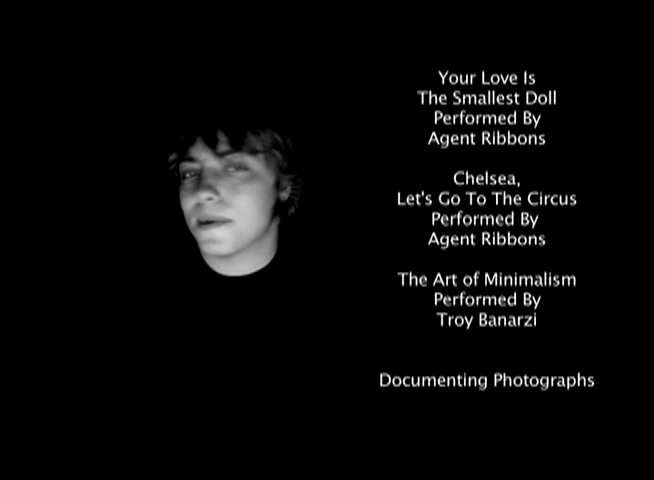 Your Love Is
The Smallest Doll
Performed By
Agent Ribbons
Chelsea,
Let's Go To The Circus
Performed By
Agent Ribbons
The Art of Minimalism
Performed By
Troy Banarzi
Documenting Photographs